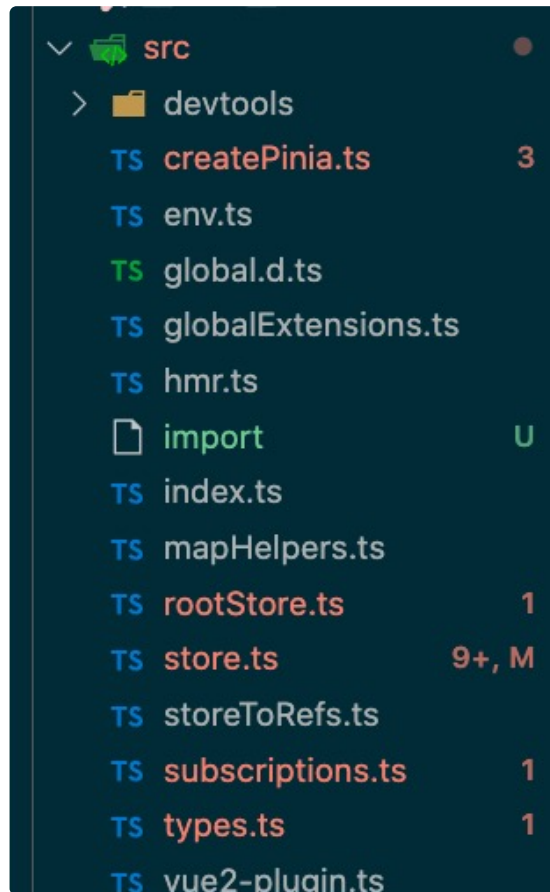 src
devtools
TS createPinia.ts 3
TS env.ts
TS global.d.ts
TS globalExtensions.ts
TS hmr.ts
import U
TS index.ts
TS mapHelpers.ts
TS rootStore.ts 1
TS store.ts 9+, M
TS storeToRefs.ts
TS subscriptions.ts 1
TS types.ts 1
TS vue2-plugin.ts